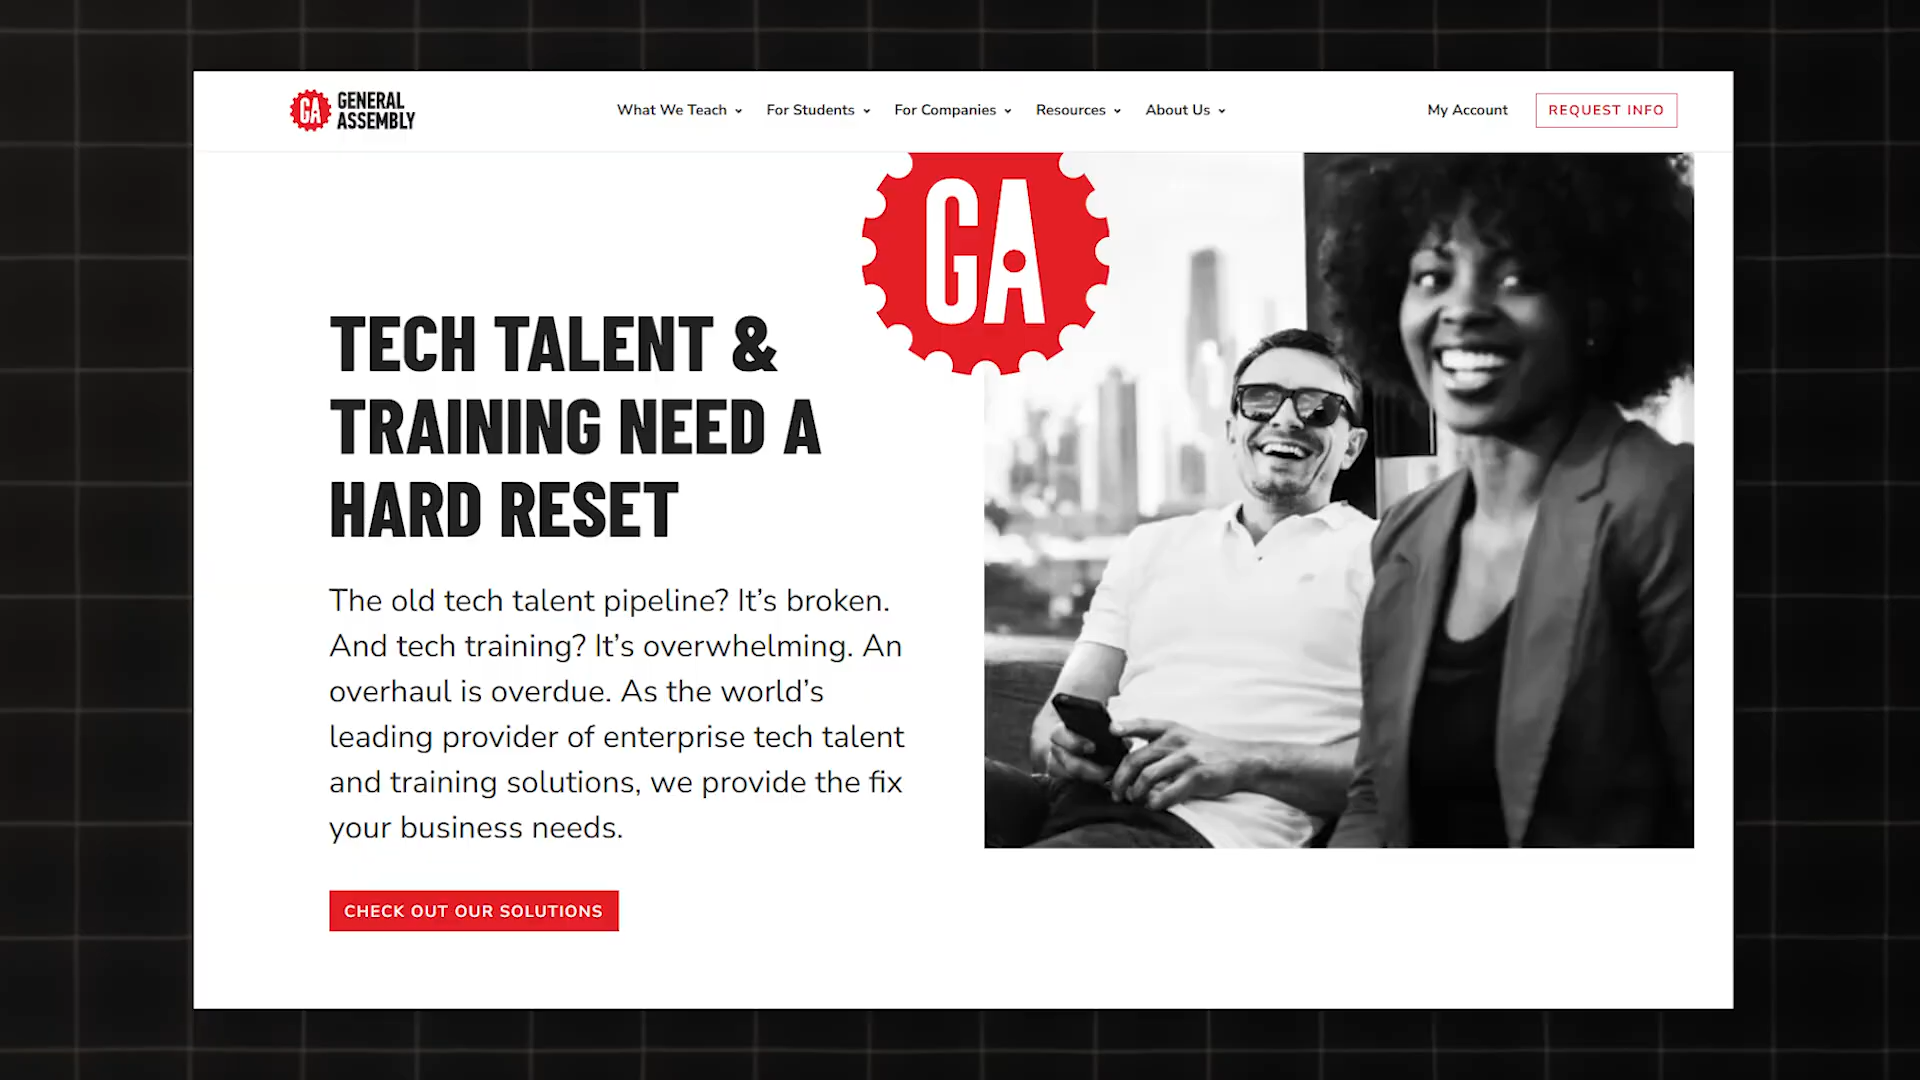 GA GENERAL
ASSEMBLY
What We Teach
For Students
For Companies
Resources
About Us
My Account
REQUEST INFO
GA
TECH TALENT &
TRAINING NEED A
HARD RESET
The old tech talent pipeline? It’s broken.
And tech training? It’s overwhelming. An
overhaul is overdue. As the world’s
leading provider of enterprise tech talent
and training solutions, we provide the fix
your business needs.
CHECK OUT OUR SOLUTIONS